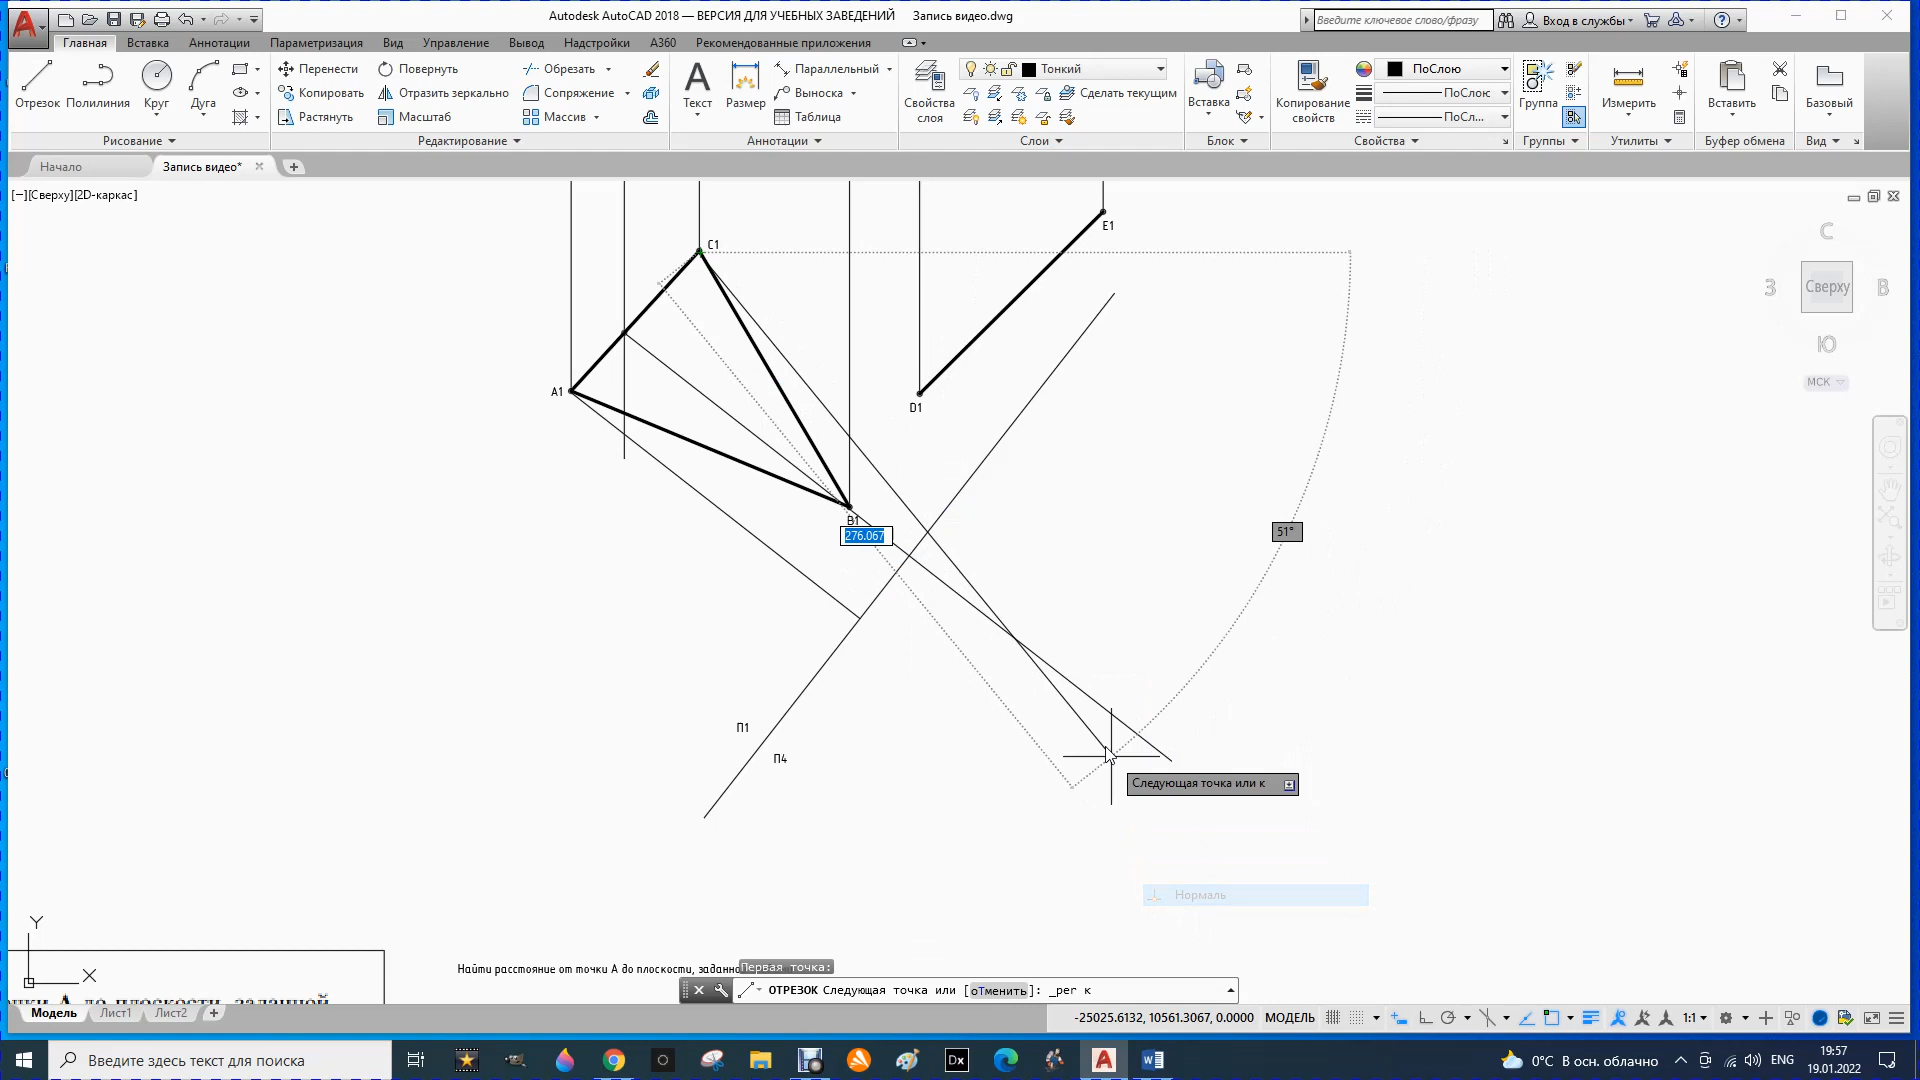 Autodesk AutoCAD 2018 — ВЕРСИЯ ДЛЯ УЧЕБНЫХ ЗАВЕДЕНИЙ Запись видео.dwg
Введите ключевое слово/фразу
Вход в службы
Главная Вставка Аннотации Параметризация Вид Управление Вывод Надстройки A360 Рекомендованные приложения
Отрезок Полилиния Круг Дуга
Перенести Повернуть Обрезать
Копировать Отразить зеркально Сопряжение
Растянуть Масштаб Массив
Текст Размер
Параллельный
Выноска
Таблица
Свойства слоя
Тонкий
Сделать текущим
Вставка
Копирование свойств
ПоСлою
ПоСлою
ПоСл...
Группа Измерить Вставить Базовый
Рисование Редактирование Аннотации Слои Блок Свойства Группы Утилиты Буфер обмена Вид
Начало Запись видео*
[−][Сверху][2D-каркас]
С
З Сверху В
Ю
МСК
C1
E1
A1
D1
B1
276.067
51°
П1
П4
Следующая точка или к
Нормаль
Y
X
Найти расстояние от точки А до плоскости, заданно
Первая точка:
чки А до плоскости, заданной
ОТРЕЗОК Следующая точка или [оТменить]: _per к
Модель Лист1 Лист2
-25025.6132, 10561.3067, 0.0000 МОДЕЛЬ 1:1
Введите здесь текст для поиска
Dx
0°C В осн. облачно
ENG
19:57
19.01.2022